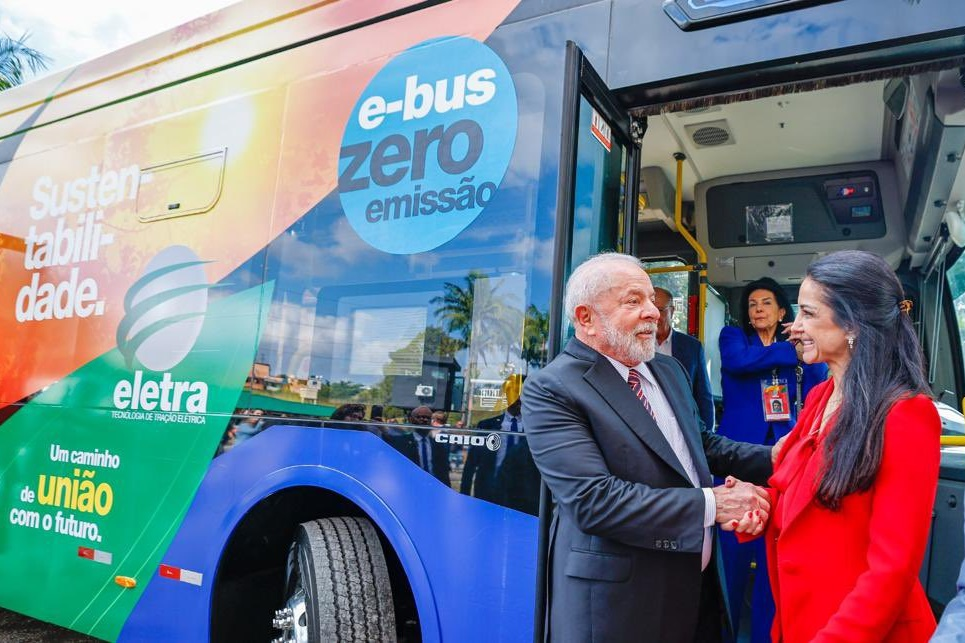 Susten-
tabili-
dade.
eletra
TECNOLOGIA DE TRAÇÃO ELÉTRICA
Um caminho
de união
com o futuro.
e-bus
zero
emissão
CAIO